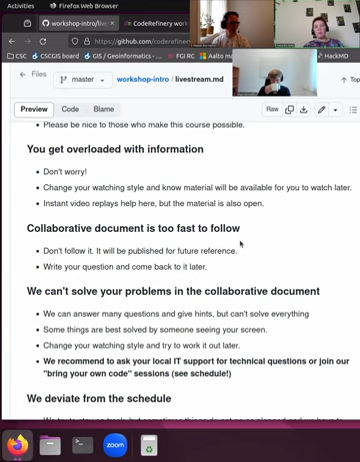 Activities
Firefox Web Browser
workshop-intro/live
CodeRefinery work
https://github.com/coderefinery
CSC
CSCGIS board
GIS / Geoinformatics -
FGI RC
Aalto ma
HackMD
Files
master
workshop-intro / livestream.md
Top
Preview
Code
Blame
Raw
Please be nice to those who make this course possible.
You get overloaded with information
Don't worry!
Change your watching style and know material will be available for you to watch later.
Instant video replays help here, but the material is also open.
Collaborative document is too fast to follow
Don't follow it. It will be published for future reference.
Write your question and come back to it later.
We can't solve your problems in the collaborative document
We can answer many questions and give hints, but can't solve everything
Some things are best solved by someone seeing your screen.
Change your watching style and try to work it out later.
We recommend to ask your local IT support for technical questions or join our
"bring your own code" sessions (see schedule!)
We deviate from the schedule
zoom